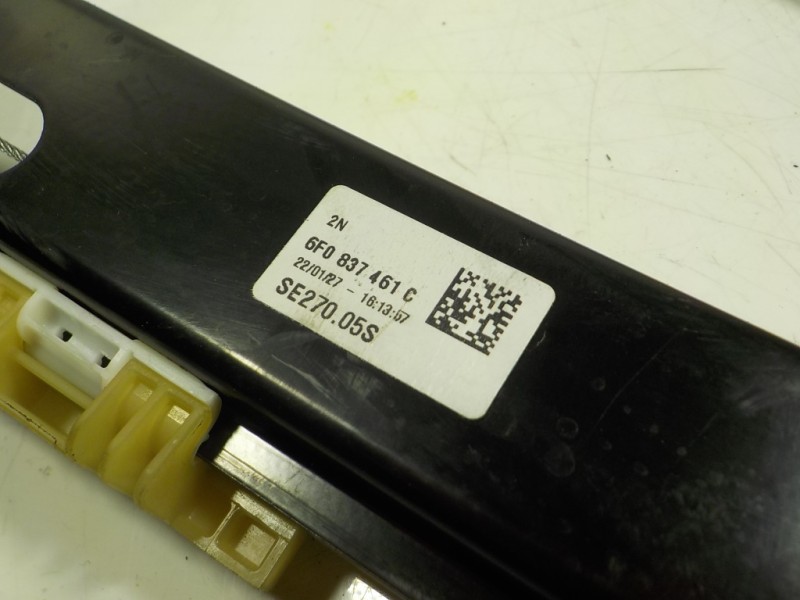 2N
6F0 837 461 C
22/01/27 - 16:13:57
SE270.05S